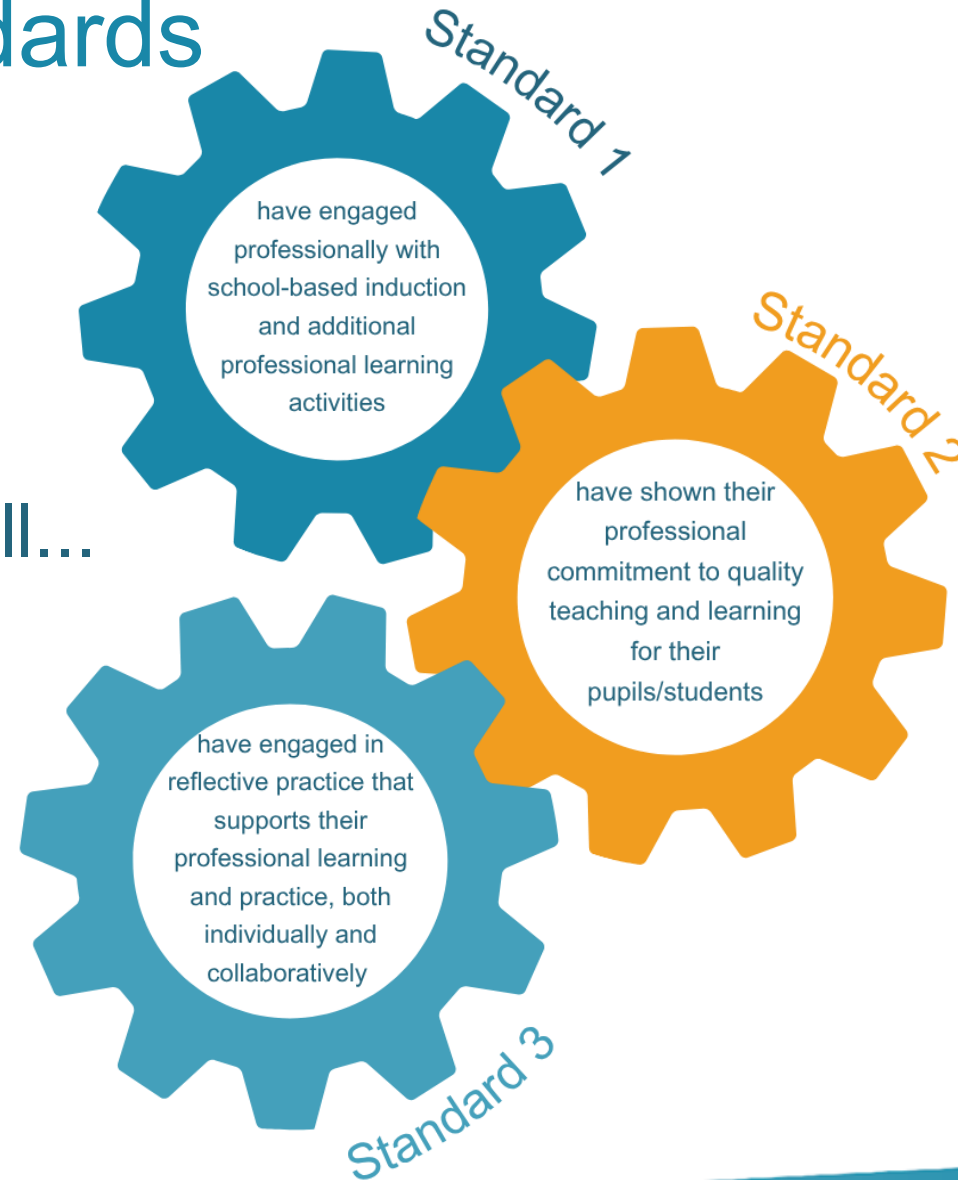 dards
Standard 1
have engaged
professionally with
school-based induction
and additional
professional learning
activities
Standard 2
have shown their
professional
commitment to quality
teaching and learning
for their
pupils/students
ll...
have engaged in
reflective practice that
supports their
professional learning
and practice, both
individually and
collaboratively
Standard 3